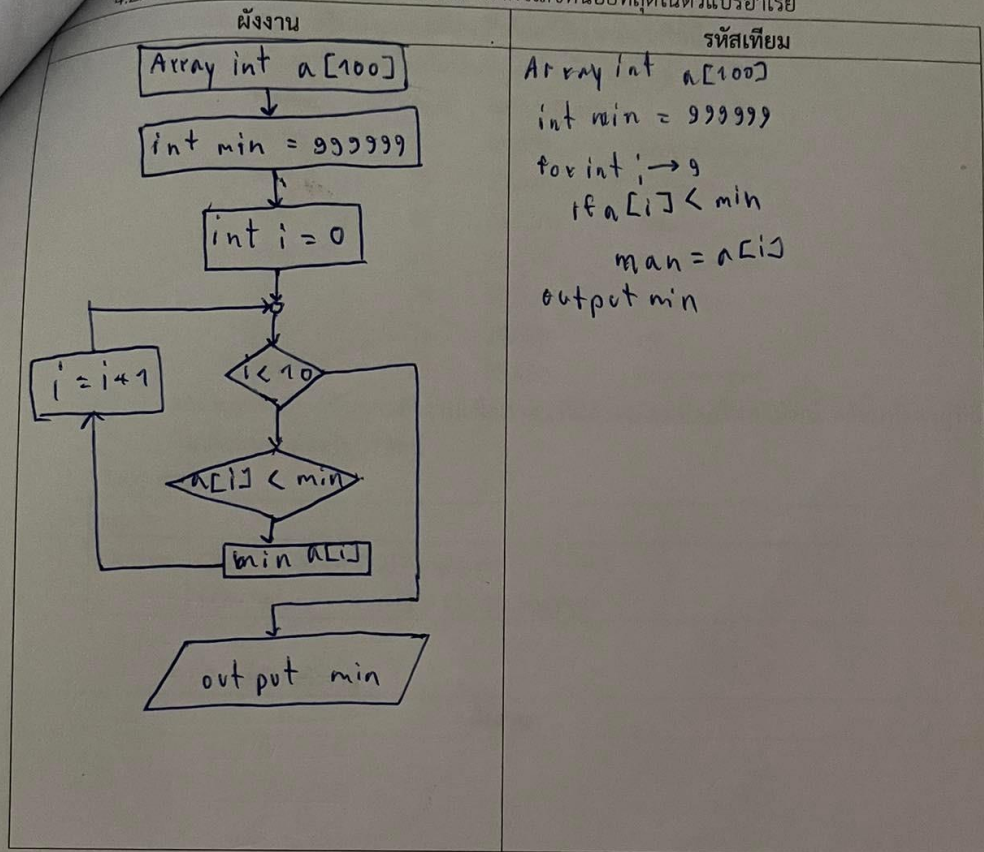 ผังงาน
Array int a[100]
int min = 999999
int i = 0
i < 10
i = i+1
a[i] < min
min a[i]
output min
รหัสเทียม
Array int a[100]
int min = 999999
for int i → 9
if a[i] < min
man = a[i]
output min